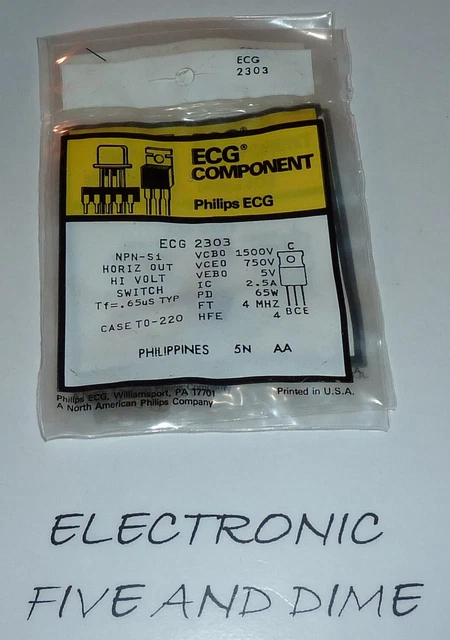 ECG
2303
ECG®
COMPONENT
Philips ECG
ECG 2303
NPN-Si VCBO 1500V C
HORIZ OUT VCEO 750V
HI VOLT VEBO 5V
SWITCH IC 2.5A
Tf=.65uS TYP PD 65W
FT 4 MHZ
CASE TO-220 HFE 4 BCE
PHILIPPINES 5N AA
Philips ECG, Williamsport, PA 17701 Printed in U.S.A.
A North American Philips Company
ELECTRONIC
FIVE AND DIME